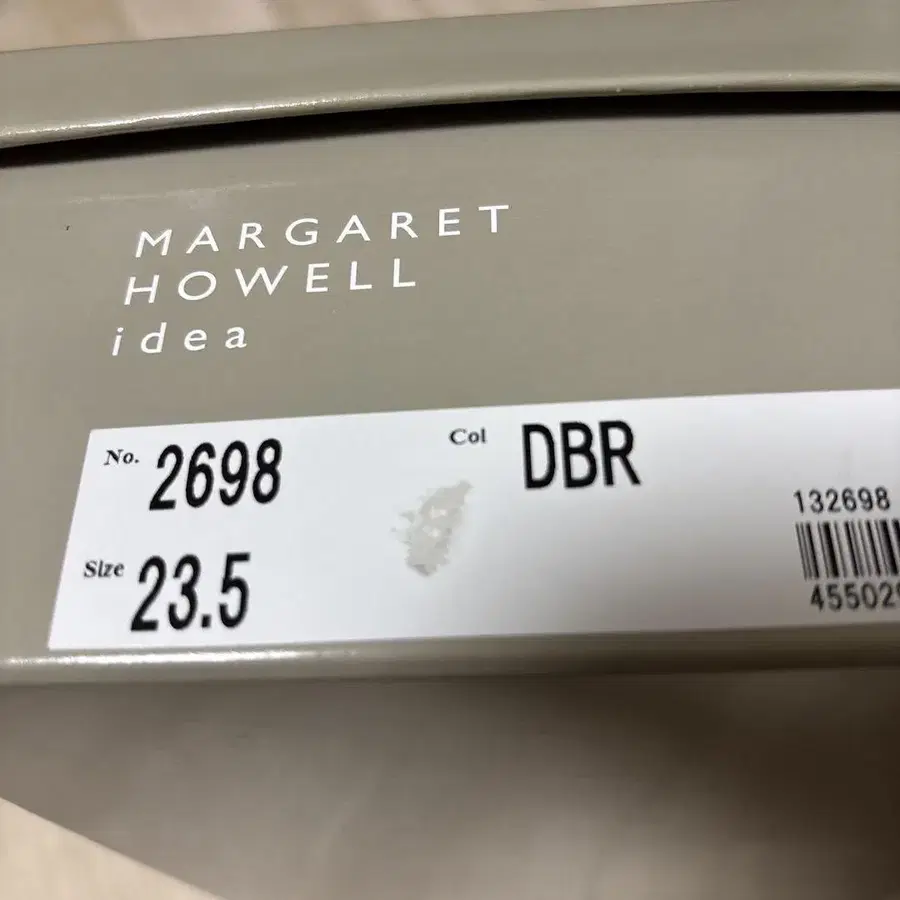 MARGARET
HOWELL
idea
No. 2698
Col DBR
132698
Size 23.5